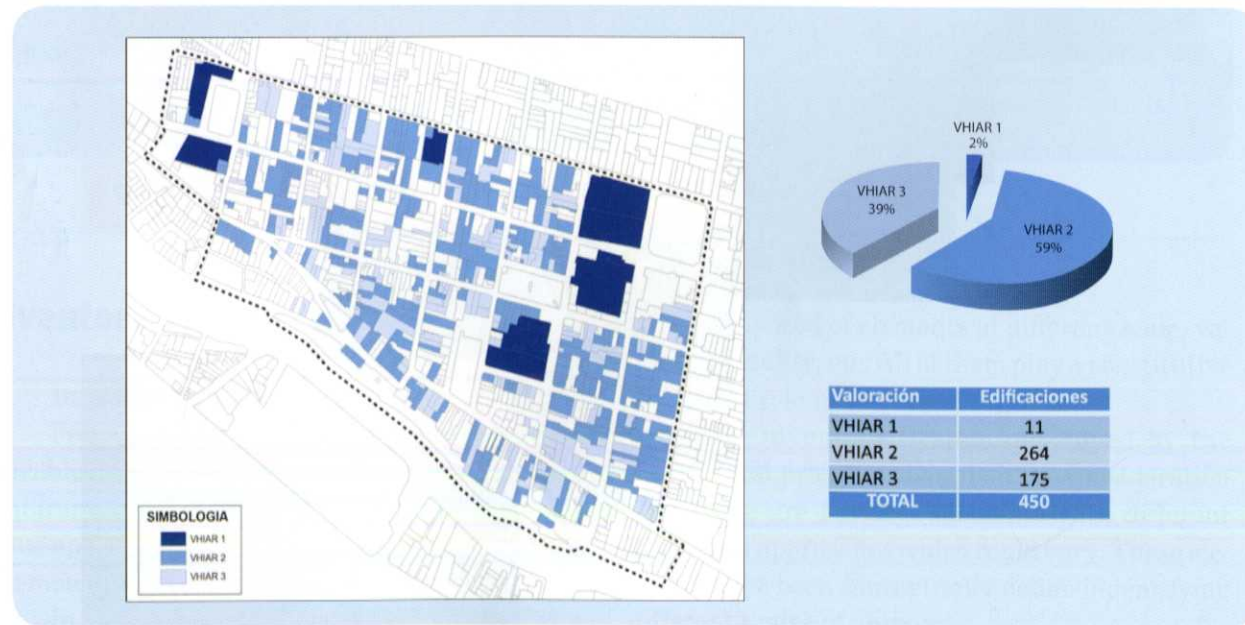 VHIAR 1
2%
VHIAR 3
39%
VHIAR 2
59%
Valoración Edificaciones
VHIAR 1 11
VHIAR 2 264
VHIAR 3 175
TOTAL 450
SIMBOLOGIA
VHIAR 1
VHIAR 2
VHIAR 3